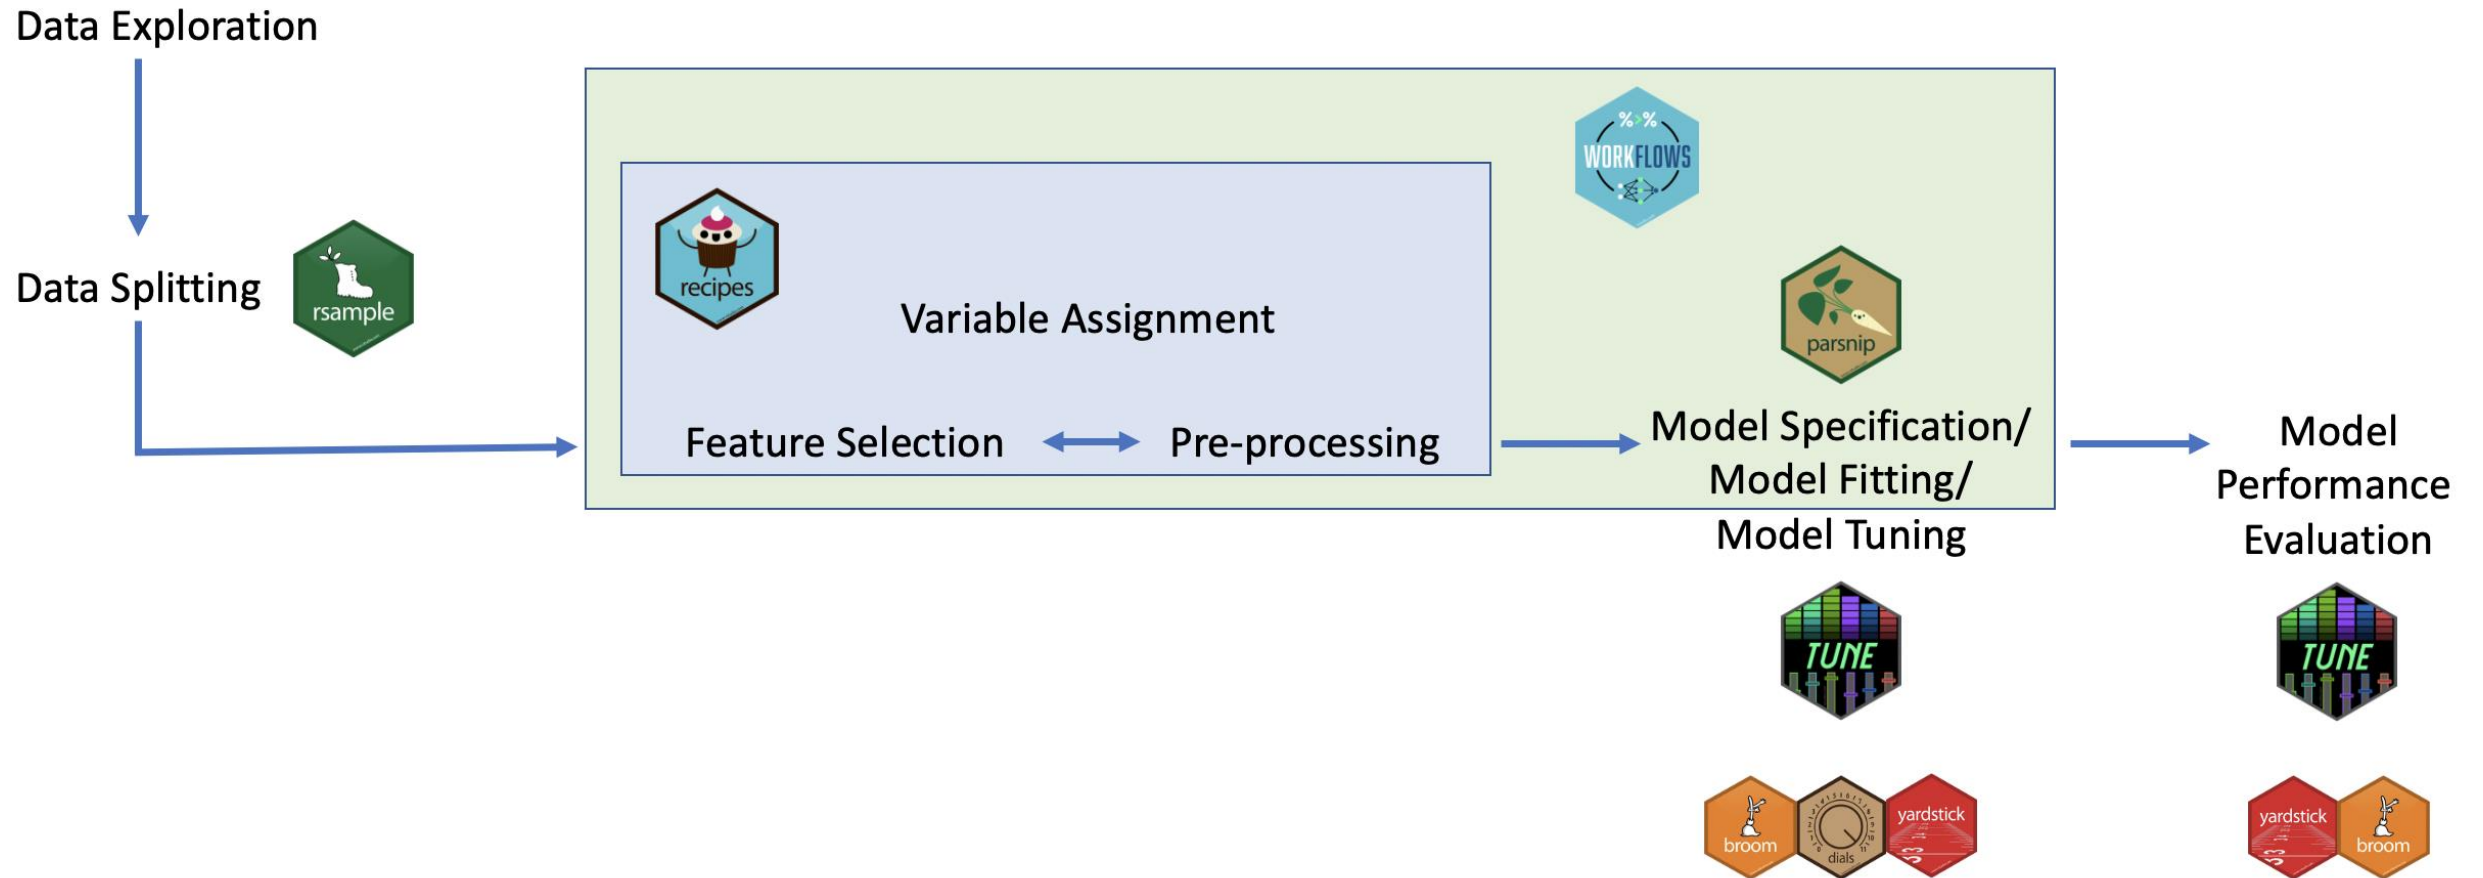 Data Exploration
Data Splitting
rsample
recipes
Variable Assignment
Feature Selection
Pre-processing
%>%
WORKFLOWS
parsnip
Model Specification/
Model Fitting/
Model Tuning
TUNE
broom
dials
yardstick
Model
Performance
Evaluation
TUNE
yardstick
broom